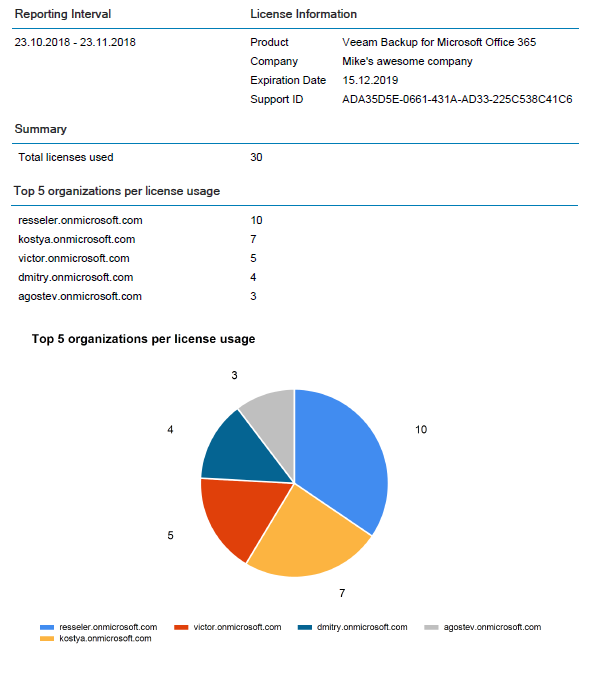 Reporting Interval License Information
23.10.2018 - 23.11.2018 Product Veeam Backup for Microsoft Office 365
Company Mike's awesome company
Expiration Date 15.12.2019
Support ID ADA35D5E-0661-431A-AD33-225C538C41C6
Summary
Total licenses used 30
Top 5 organizations per license usage
resseler.onmicrosoft.com 10
kostya.onmicrosoft.com 7
victor.onmicrosoft.com 5
dmitry.onmicrosoft.com 4
agostev.onmicrosoft.com 3
Top 5 organizations per license usage
3
4 10
5
7
resseler.onmicrosoft.com victor.onmicrosoft.com dmitry.onmicrosoft.com agostev.onmicrosoft.com
kostya.onmicrosoft.com